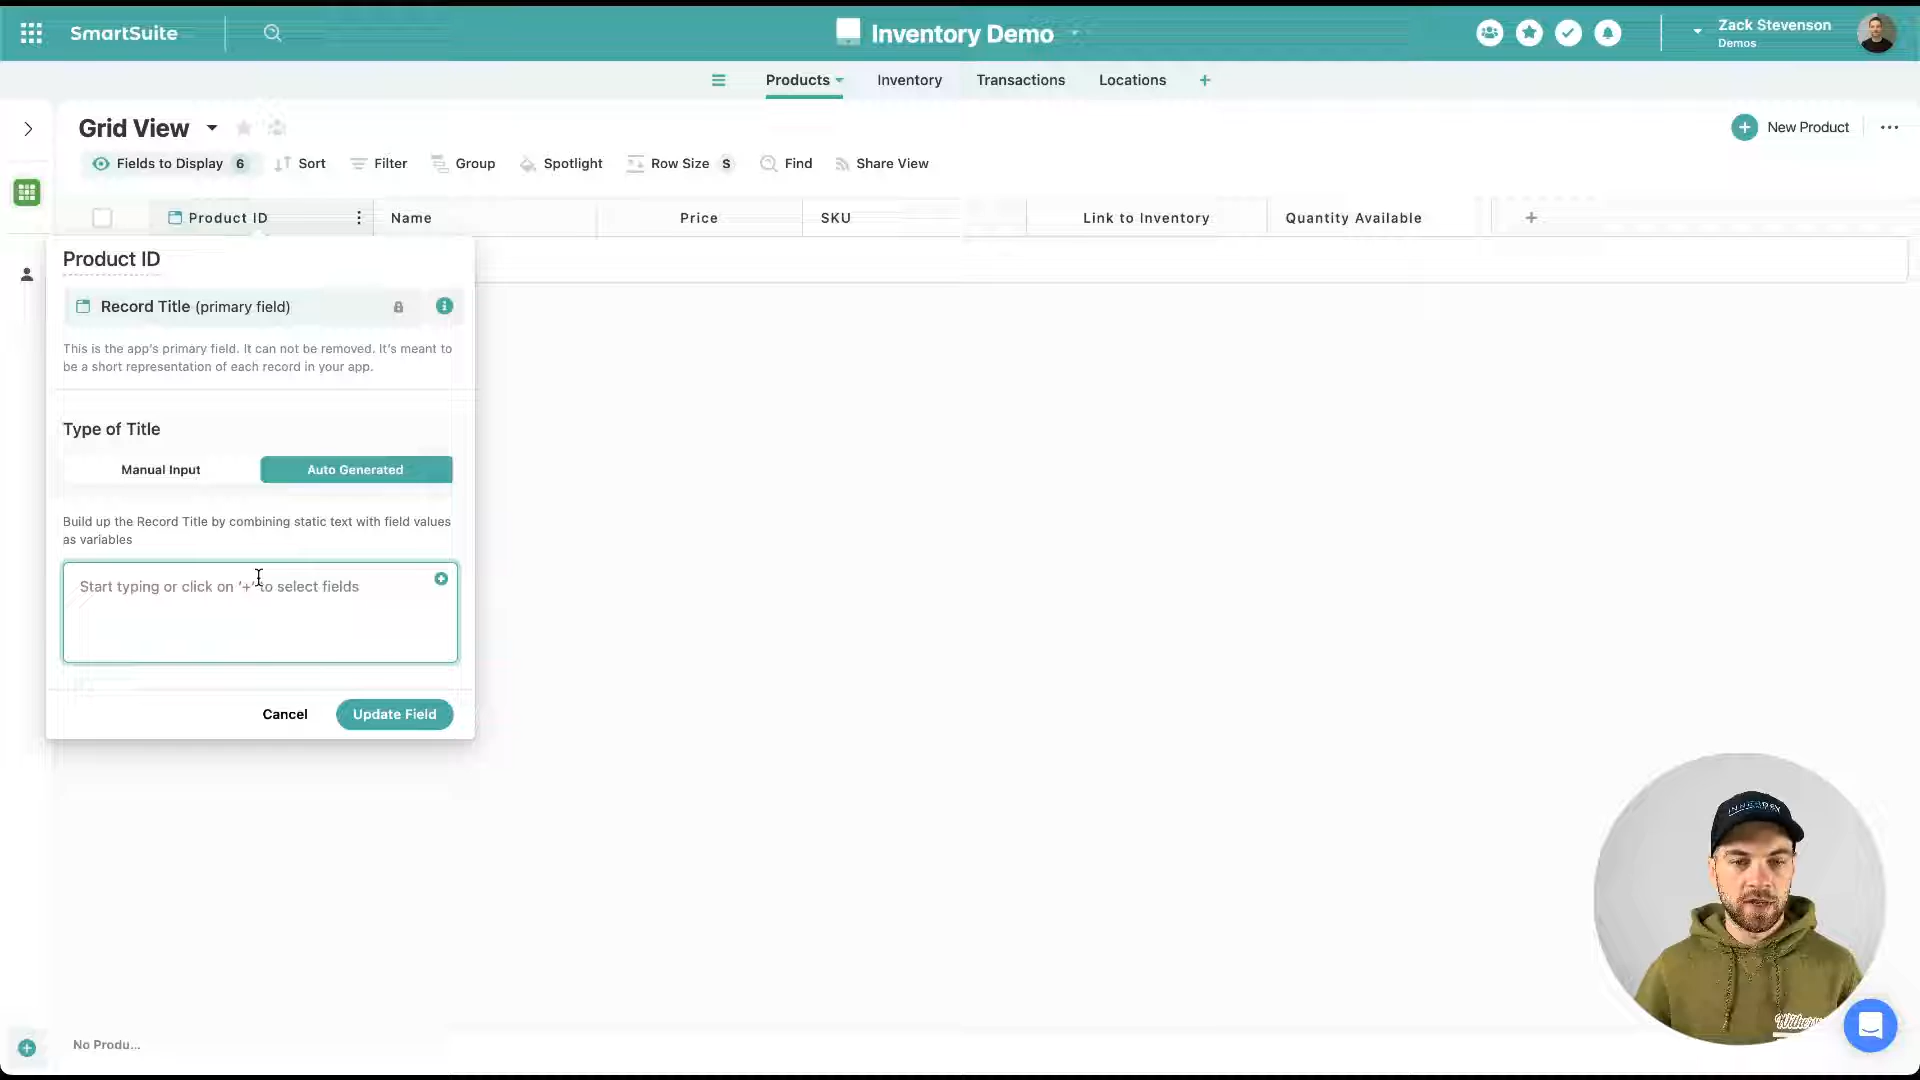 SmartSuite
Inventory Demo
Zack Stevenson
Demos
Products
Inventory
Transactions
Locations
Grid View
New Product
Fields to Display 6
Sort
Filter
Group
Spotlight
Row Size S
Find
Share View
Product ID
Name
Price
SKU
Link to Inventory
Quantity Available
Product ID
Record Title (primary field)
This is the app's primary field. It can not be removed. It's meant to
be a short representation of each record in your app.
Type of Title
Manual Input
Auto Generated
Build up the Record Title by combining static text with field values
as variables
Start typing or click on '+' to select fields
Cancel
Update Field
No Produ...